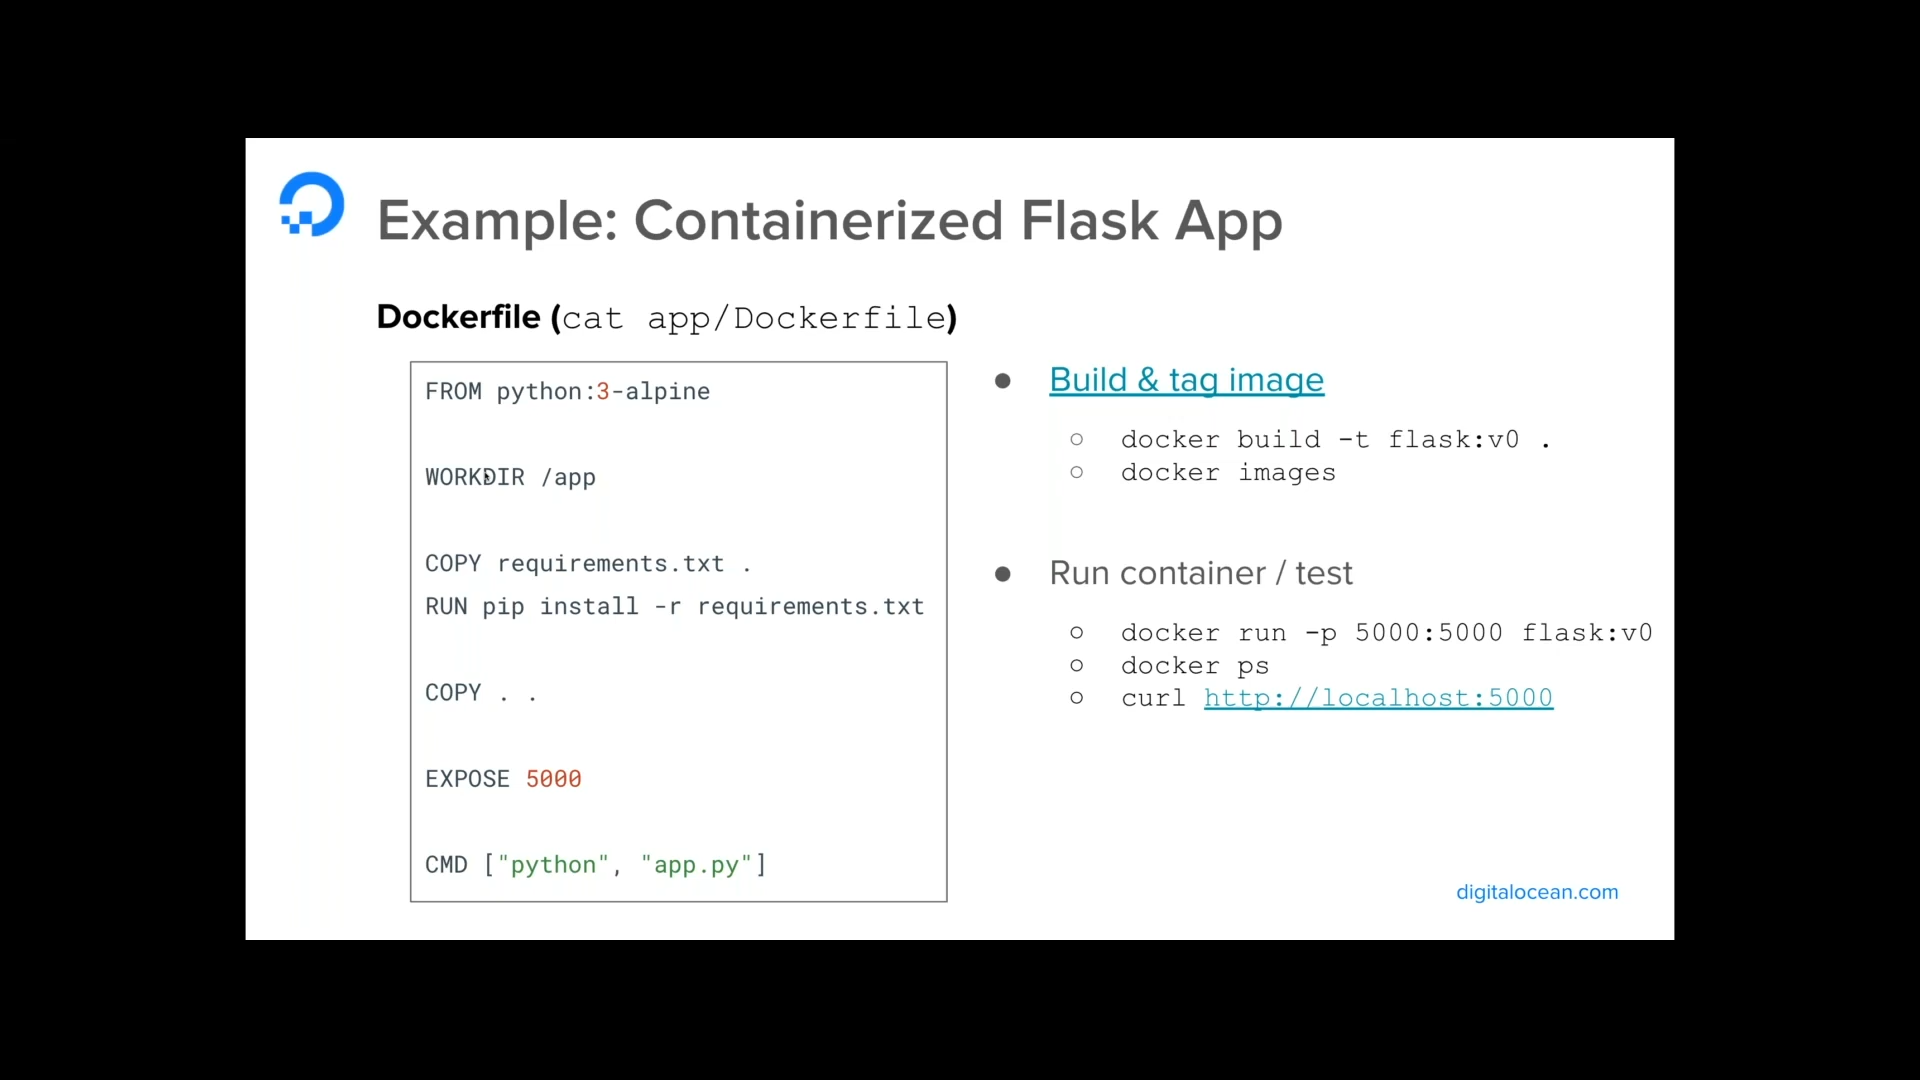 Example: Containerized Flask App
Dockerfile (cat app/Dockerfile)
FROM python:3-alpine
WORKDIR /app
COPY requirements.txt .
RUN pip install -r requirements.txt
COPY . .
EXPOSE 5000
CMD ["python", "app.py"]
● Build & tag image
○ docker build -t flask:v0 .
○ docker images
● Run container / test
○ docker run -p 5000:5000 flask:v0
○ docker ps
○ curl http://localhost:5000
digitalocean.com